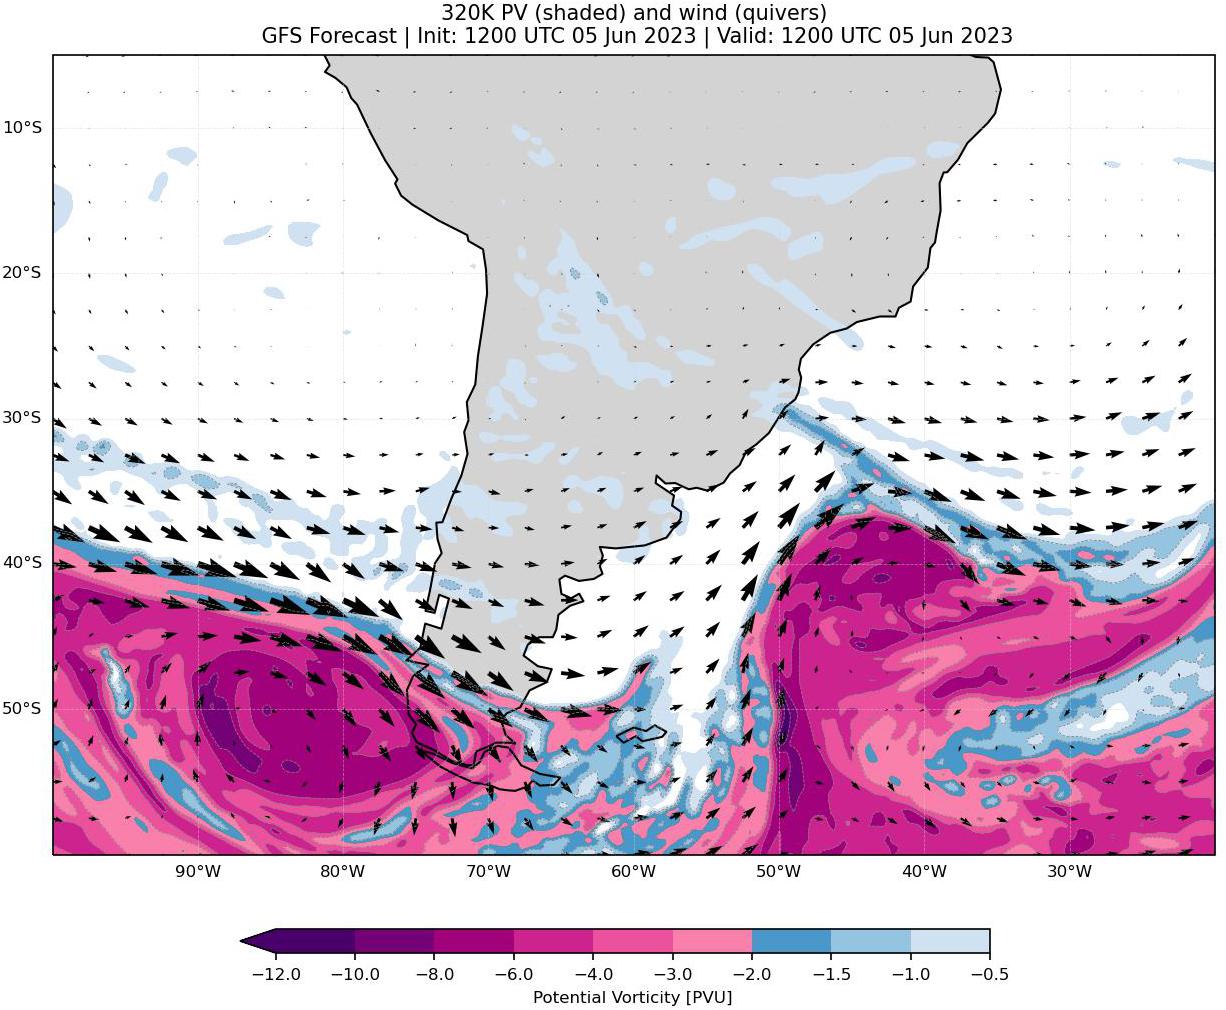 320K PV (shaded) and wind (quivers)
GFS Forecast | Init: 1200 UTC 05 Jun 2023 | Valid: 1200 UTC 05 Jun 2023
10°S
20°S
30°S
40°S
50°S
90°W 80°W 70°W 60°W 50°W 40°W 30°W
−12.0 −10.0 −8.0 −6.0 −4.0 −3.0 −2.0 −1.5 −1.0 −0.5
Potential Vorticity [PVU]